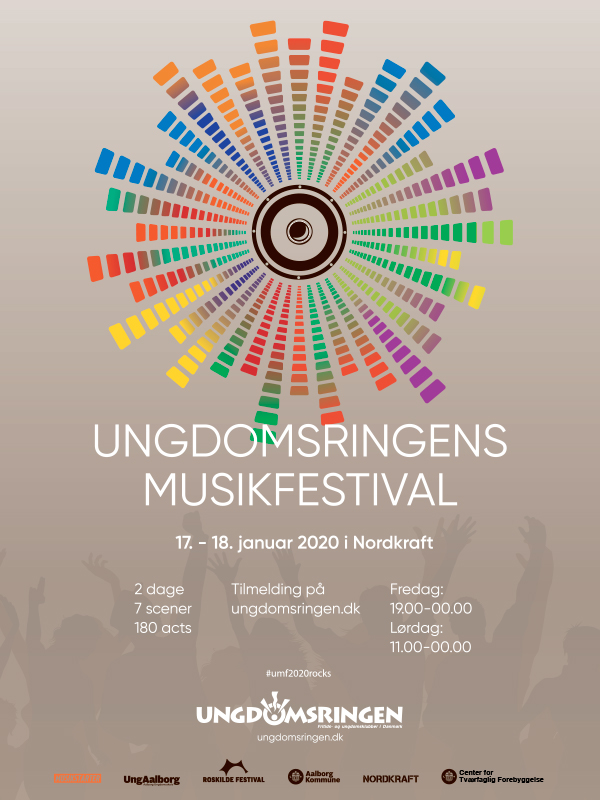 UNGDOMSRINGENS
MUSIKFESTIVAL
17. - 18. januar 2020 i Nordkraft
2 dage
7 scener
180 acts
Tilmelding på
ungdomsringen.dk
Fredag:
19.00-00.00
Lørdag:
11.00-00.00
#umf2020rocks
UNGDOMSRINGEN
Fritids- og ungdomsklubber i Danmark
ungdomsringen.dk
UngAalborg
ROSKILDE FESTIVAL
Aalborg
Kommune
NORDKRAFT
Center for
Tværfaglig Forebyggelse